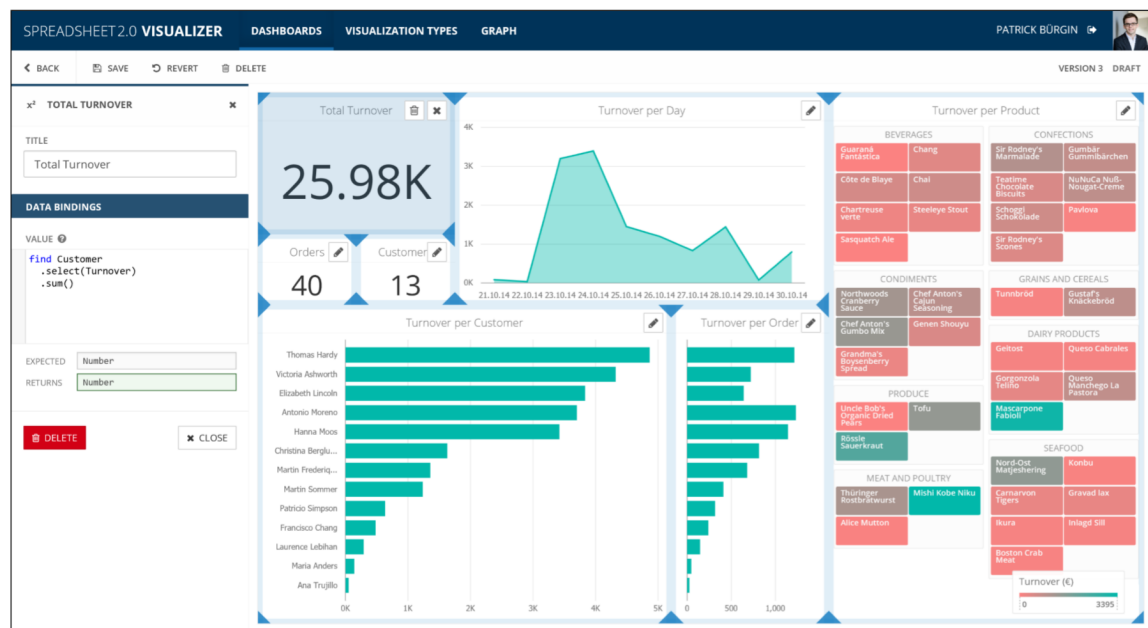 SPREADSHEET 2.0 VISUALIZER DASHBOARDS VISUALIZATION TYPES GRAPH PATRICK BÜRGIN
BACK SAVE REVERT DELETE VERSION 3 DRAFT
x² TOTAL TURNOVER
TITLE
Total Turnover
DATA BINDINGS
VALUE
find Customer
.select(Turnover)
.sum()
EXPECTED Number
RETURNS Number
DELETE CLOSE
Total Turnover
25.98K
Orders
40
Customer
13
Turnover per Day
4K
3K
2K
1K
0K
21.10.14 22.10.14 23.10.14 24.10.14 25.10.14 26.10.14 27.10.14 28.10.14 29.10.14 30.10.14
Turnover per Customer
Thomas Hardy
Victoria Ashworth
Elizabeth Lincoln
Antonio Moreno
Hanna Moos
Christina Berglu...
Martin Frederiq...
Martin Sommer
Patricio Simpson
Francisco Chang
Laurence Lebihan
Maria Anders
Ana Trujillo
0K 1K 2K 3K 4K 5K
Turnover per Order
0 500 1,000
Turnover per Product
BEVERAGES
Guaraná
Fantástica
Chang
Côte de Blaye
Chai
Chartreuse
verte
Steeleye Stout
Sasquatch Ale
CONFECTIONS
Sir Rodney's
Marmalade
Gumbär
Gummibärchen
Teatime
Chocolate
Biscuits
NuNuCa Nuß-
Nougat-Creme
Schoggi
Schokolade
Pavlova
Sir Rodney's
Scones
CONDIMENTS
Northwoods
Cranberry
Sauce
Chef Anton's
Cajun
Seasoning
Chef Anton's
Gumbo Mix
Genen Shouyu
Grandma's
Boysenberry
Spread
GRAINS AND CEREALS
Tunnbröd
Gustaf's
Knäckebröd
DAIRY PRODUCTS
Geitost
Queso Cabrales
Gorgonzola
Telino
Queso
Manchego La
Pastora
Mascarpone
Fabioli
PRODUCE
Uncle Bob's
Organic Dried
Pears
Tofu
Rössle
Sauerkraut
SEAFOOD
Nord-Ost
Matjeshering
Konbu
Carnarvon
Tigers
Gravad lax
Ikura
Inlagd Sill
Boston Crab
Meat
MEAT AND POULTRY
Thüringer
Rostbratwurst
Mishi Kobe Niku
Alice Mutton
Turnover (€)
0 3395